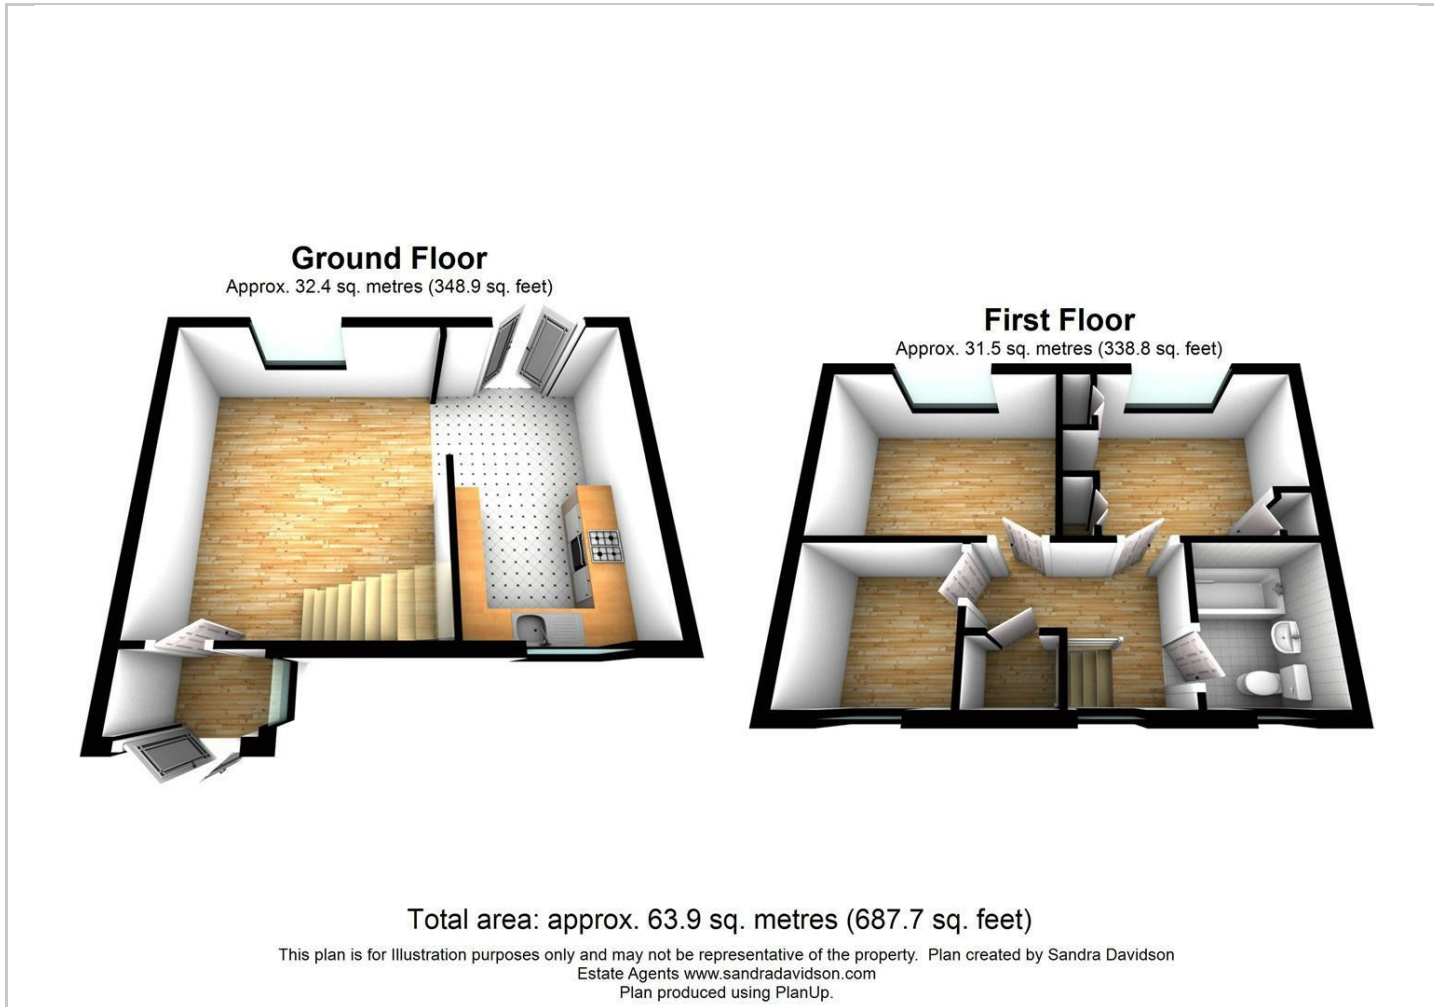 Ground Floor
Approx. 32.4 sq. metres (348.9 sq. feet)
First Floor
Approx. 31.5 sq. metres (338.8 sq. feet)
Total area: approx. 63.9 sq. metres (687.7 sq. feet)
This plan is for Illustration purposes only and may not be representative of the property.  Plan created by Sandra Davidson
Estate Agents www.sandradavidson.com
Plan produced using PlanUp.